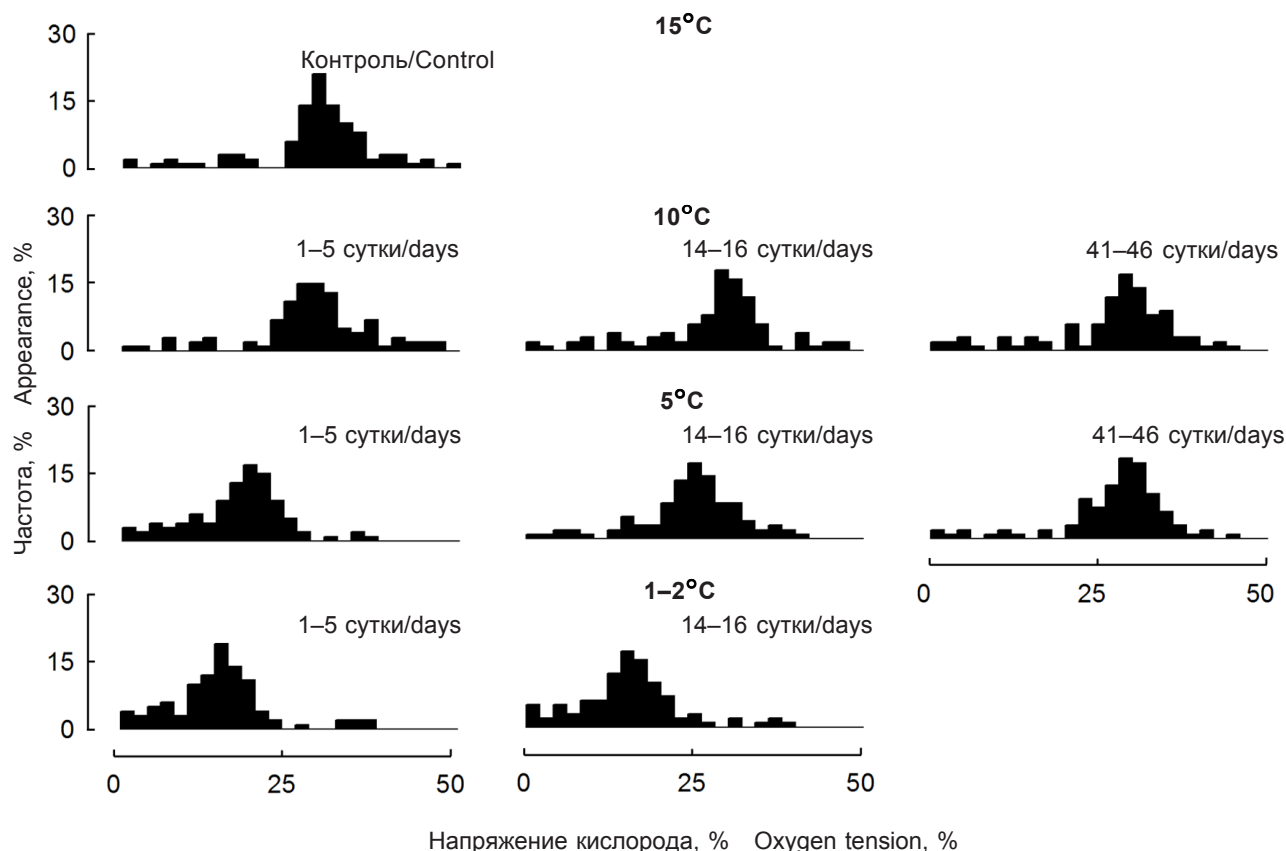 15°C
30
15
0
Контроль/Control
10°C
30
15
0
1–5 сутки/days
14–16 сутки/days
41–46 сутки/days
Частота, % Appearance, %
5°C
30
15
0
1–5 сутки/days
14–16 сутки/days
41–46 сутки/days
0 25 50
1–2°C
30
15
0
1–5 сутки/days
14–16 сутки/days
0 25 50
0 25 50
Напряжение кислорода, % Oxygen tension, %